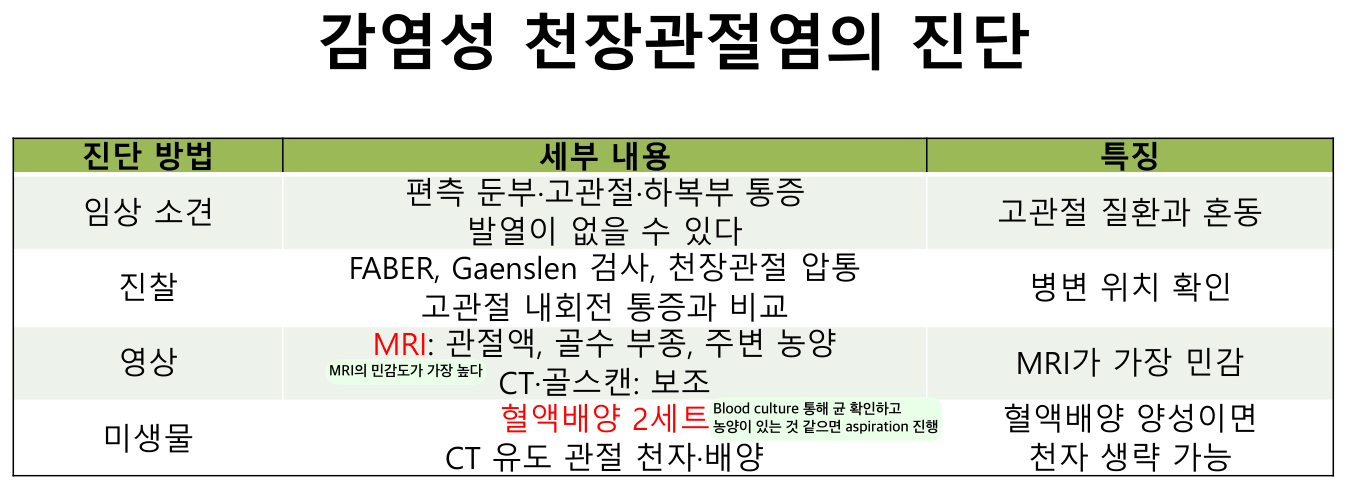 감염성 천장관절염의 진단
진단 방법 세부 내용 특징
임상 소견
편측 둔부·고관절·하복부 통증
발열이 없을 수 있다
고관절 질환과 혼동
진찰
FABER, Gaenslen 검사, 천장관절 압통
고관절 내회전 통증과 비교
병변 위치 확인
영상
MRI: 관절액, 골수 부종, 주변 농양
MRI의 민감도가 가장 높다
CT·골스캔: 보조
MRI가 가장 민감
미생물
혈액배양 2세트
Blood culture 통해 균 확인하고
농양이 있는 것 같으면 aspiration 진행
CT 유도 관절 천자·배양
혈액배양 양성이면
천자 생략 가능